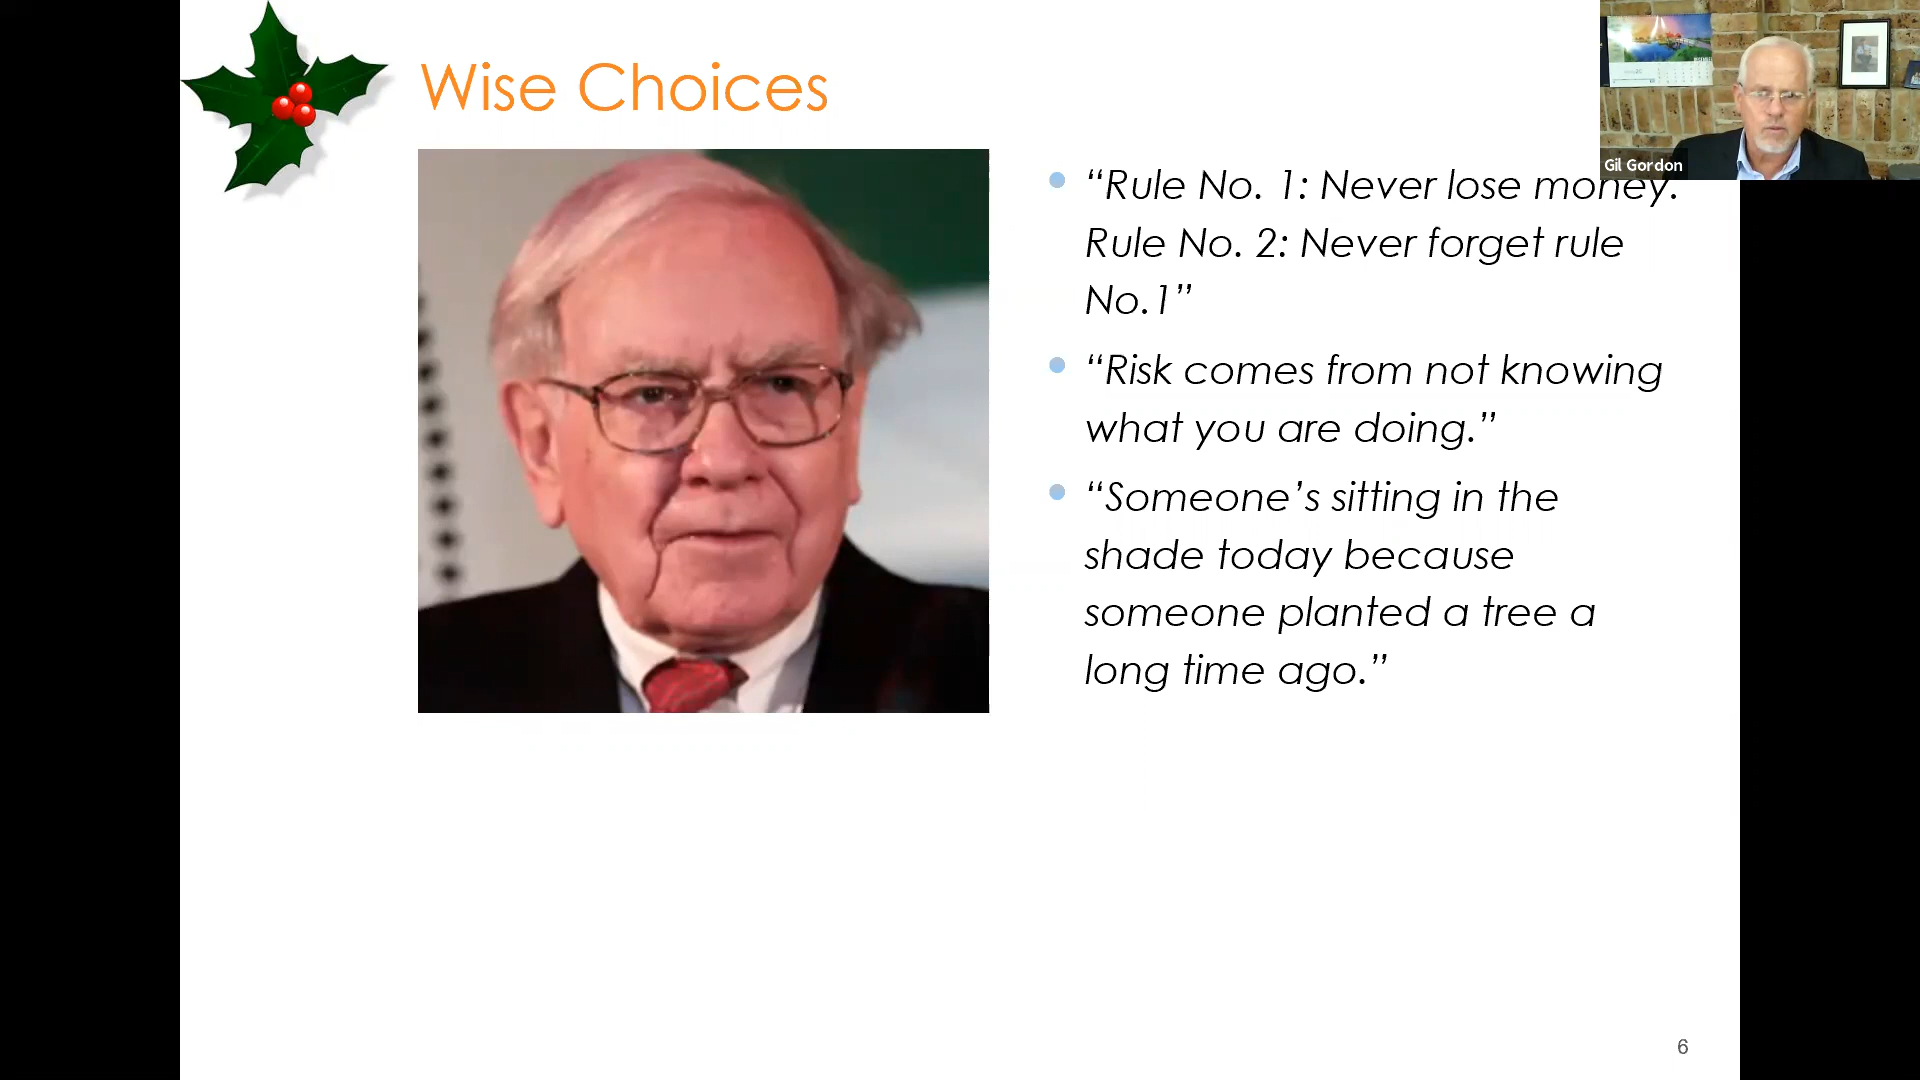 Wise Choices
Gil Gordon
“Rule No. 1: Never lose money.
Rule No. 2: Never forget rule
No.1”
“Risk comes from not knowing
what you are doing.”
“Someone’s sitting in the
shade today because
someone planted a tree a
long time ago.”
6